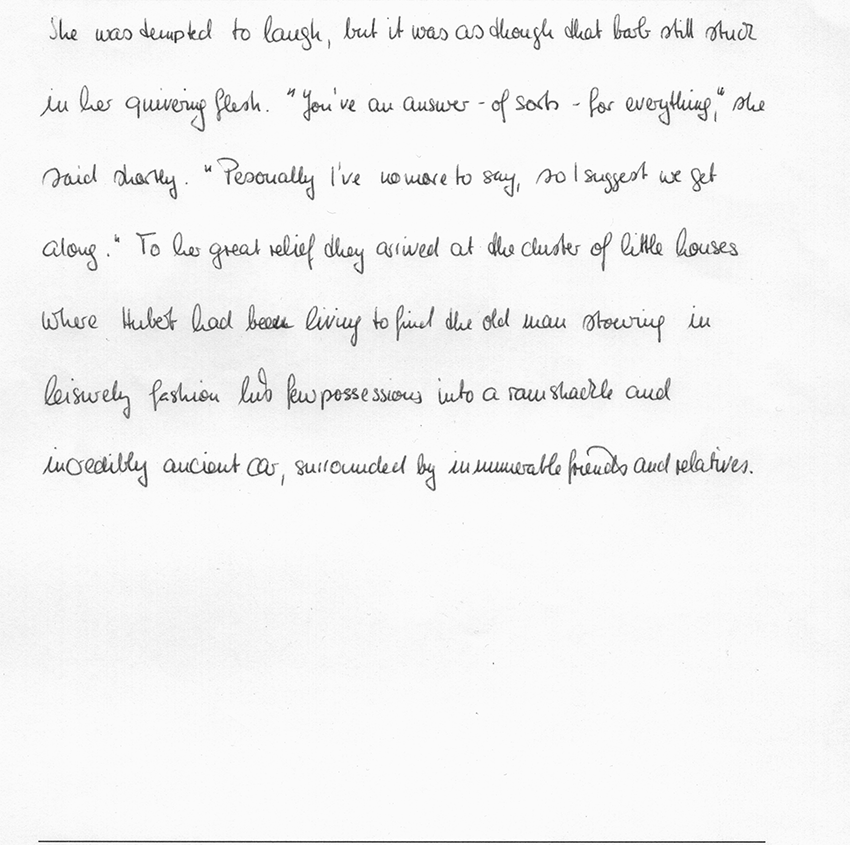 She was tempted to laugh, but it was as though that barb still stuck
in her quivering flesh. "You've an answer - of sorts - for everything," she
said shortly. "Pesonally I've no more to say, so I suggest we get
along." To her great relief they arrived at the cluster of little houses
where Hubert had been living to find the old man stowing in
leisurely fashion his few possessions into a ramshackle and
incredibly ancient car, surrounded by innumerable friends and relatives.